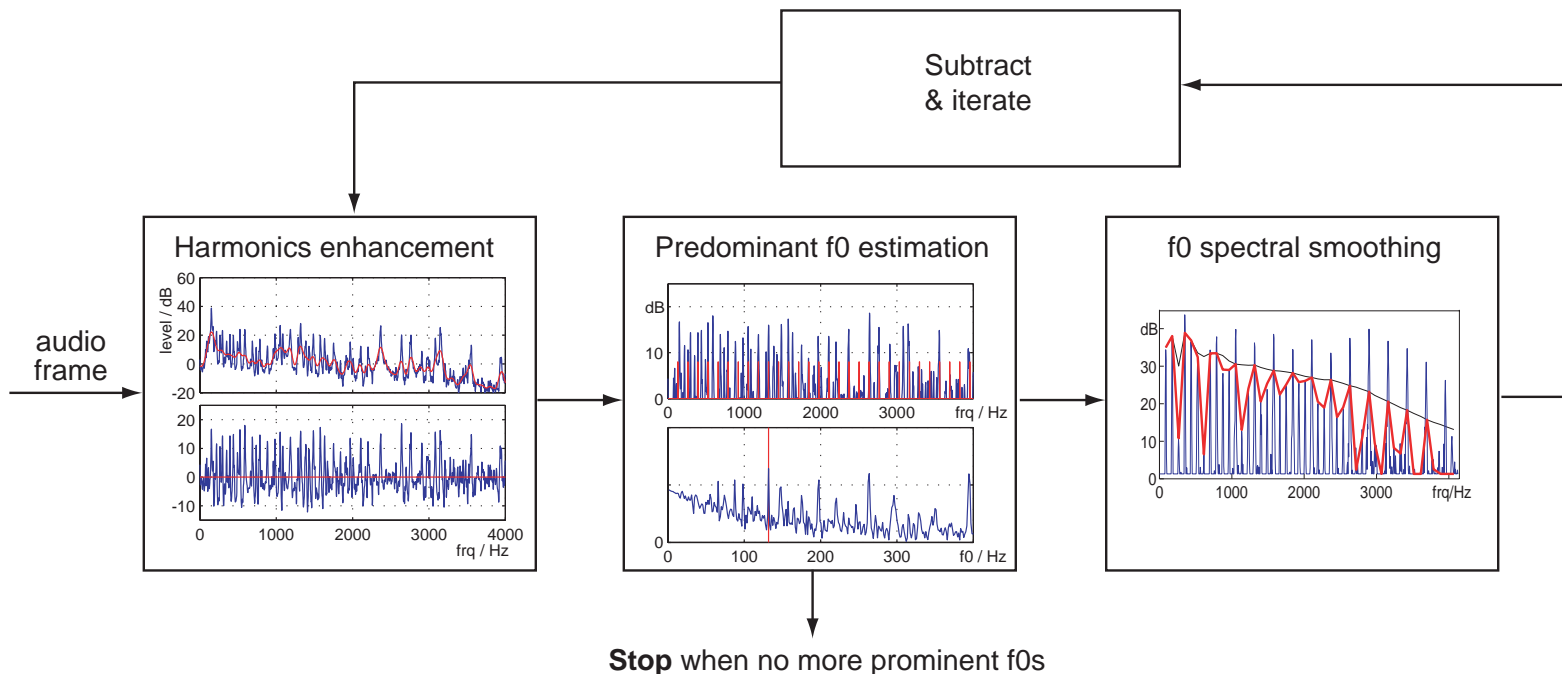 Subtract
& iterate
audio
frame
Harmonics enhancement
level / dB
60
40
20
0
-20
20
10
0
-10
0
1000
2000
3000
4000
frq / Hz
Predominant f0 estimation
dB
10
0
0
1000
2000
3000
frq / Hz
0
0
100
200
300
f0 / Hz
f0 spectral smoothing
dB
30
20
10
0
0
1000
2000
3000
frq/Hz
Stop when no more prominent f0s